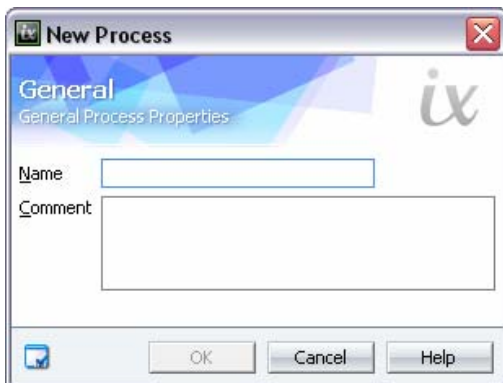 New Process
General
General Process Properties
ix
Name
Comment
OK
Cancel
Help